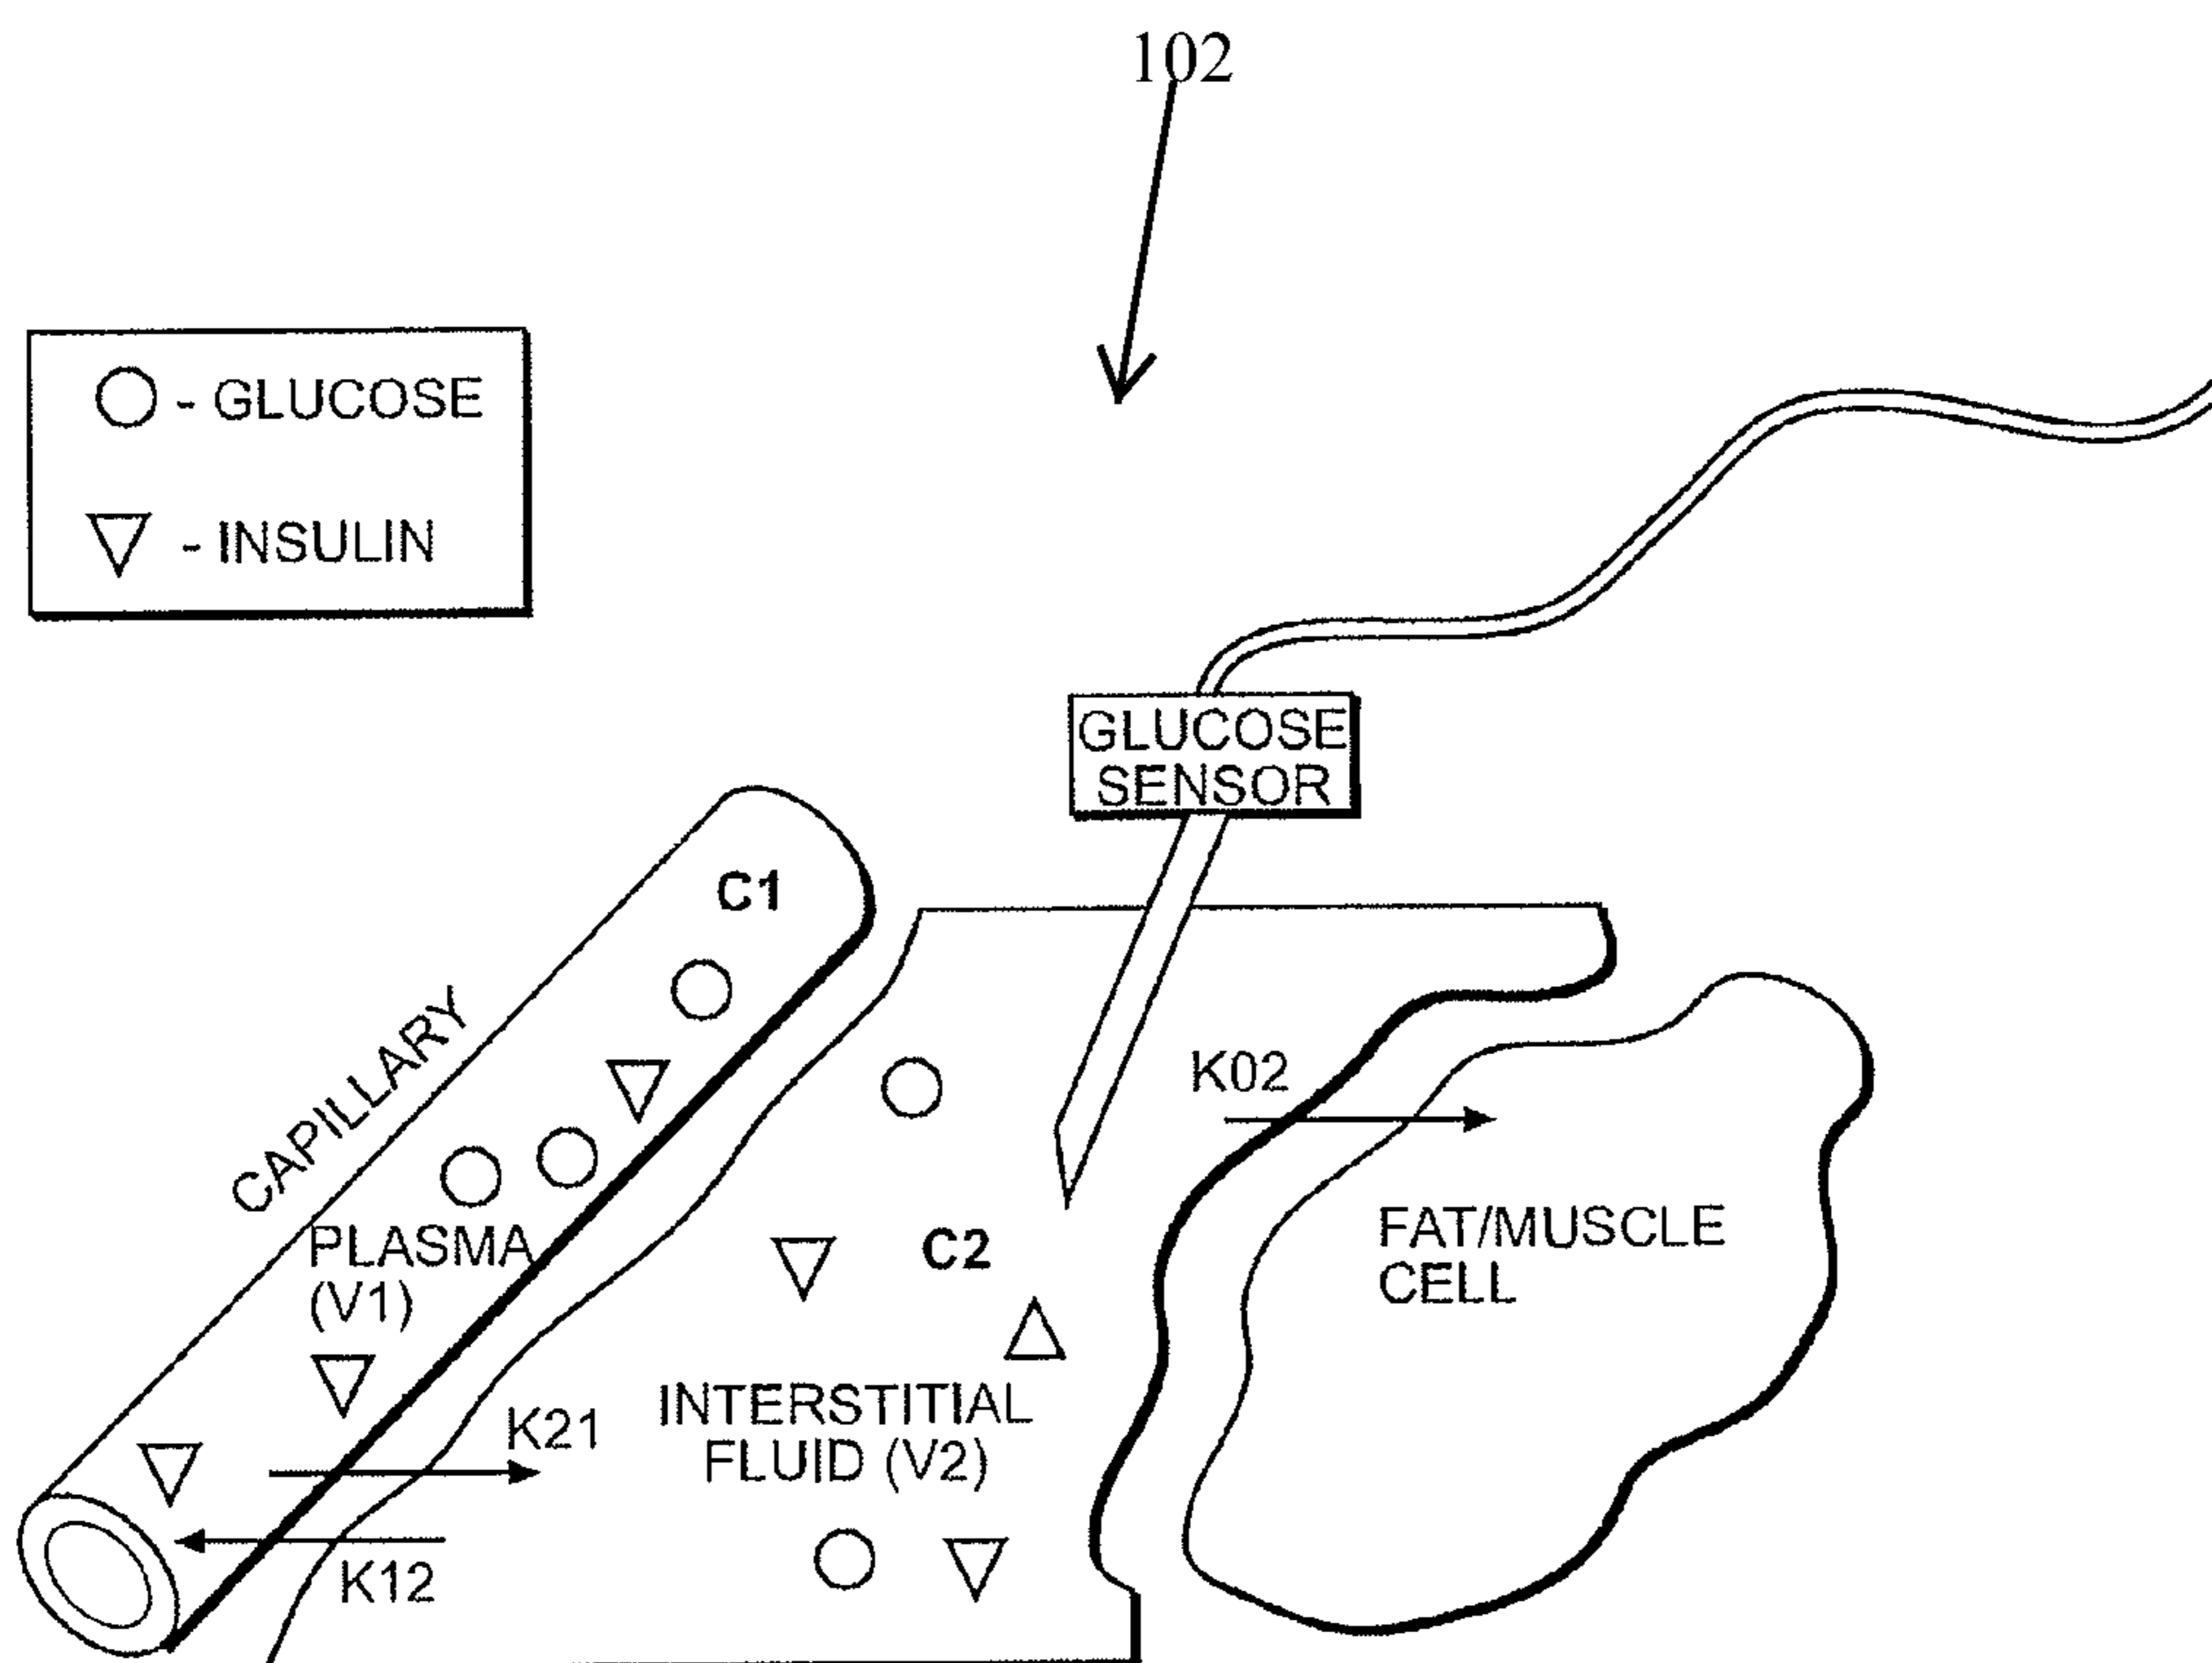 102
- GLUCOSE
- INSULIN
GLUCOSE
SENSOR
C1
CAPILLARY
K02
PLASMA
(V1)
C2
FAT/MUSCLE
CELL
INTERSTITIAL
FLUID (V2)
K21
K12